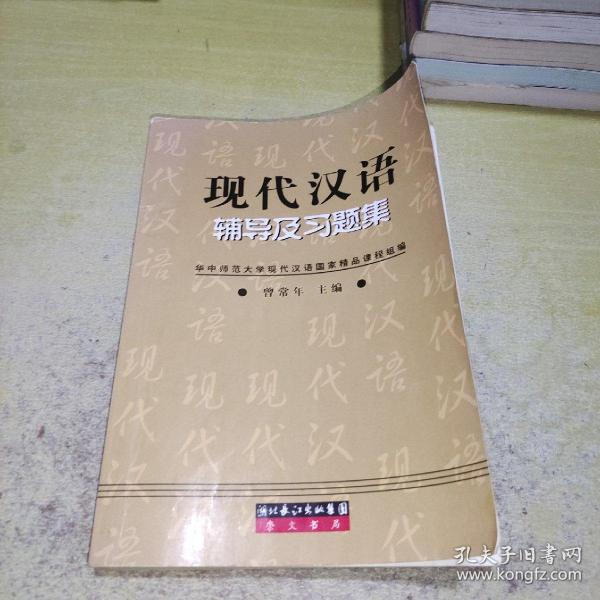 现代汉语
辅导及习题集
华中师范大学现代汉语国家精品课程组编
● 曾常年 主编 ●
湖北长江出版集团
崇文书局
孔夫子旧书网
www.kongfz.com